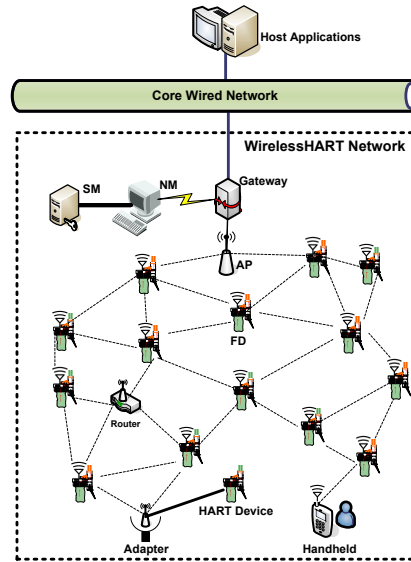 Host Applications
Core Wired Network
WirelessHART Network
SM
NM
Gateway
AP
FD
Router
HART Device
Adapter
Handheld